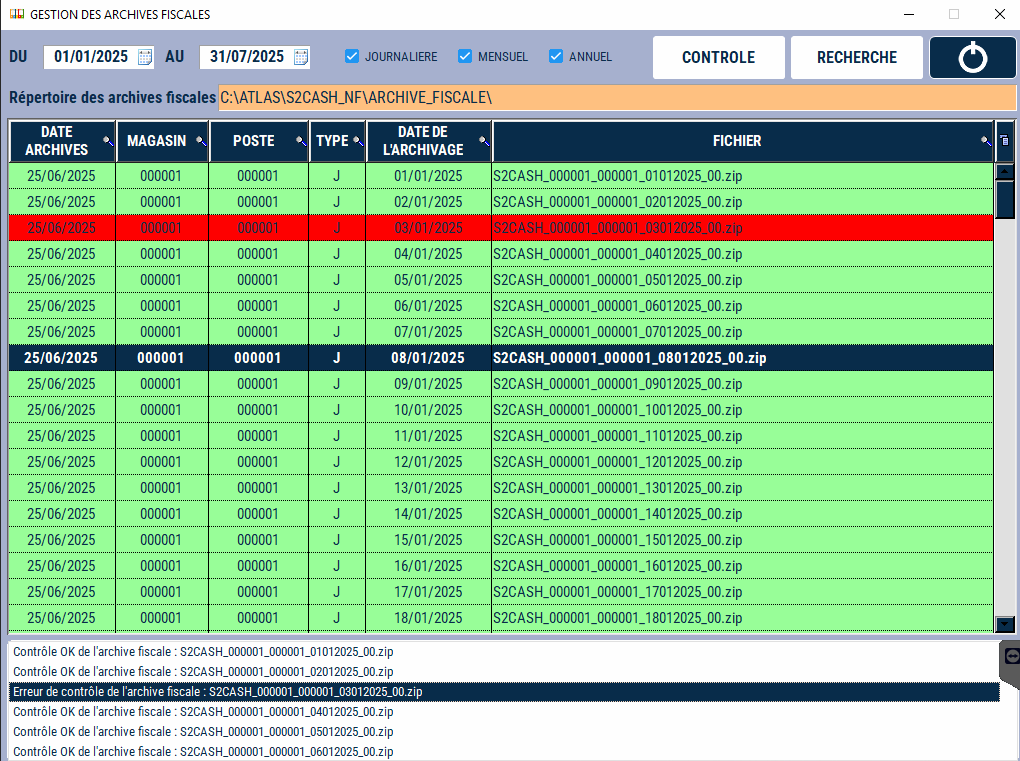 GESTION DES ARCHIVES FISCALES
DU 01/01/2025 AU 31/07/2025 JOURNALIERE MENSUEL ANNUEL CONTROLE RECHERCHE
Répertoire des archives fiscales C:\ATLAS\S2CASH_NF\ARCHIVE_FISCALE\
DATE ARCHIVES MAGASIN POSTE TYPE DATE DE L'ARCHIVAGE FICHIER
25/06/2025 000001 000001 J 01/01/2025 S2CASH_000001_000001_01012025_00.zip
25/06/2025 000001 000001 J 02/01/2025 S2CASH_000001_000001_02012025_00.zip
25/06/2025 000001 000001 J 03/01/2025 S2CASH_000001_000001_03012025_00.zip
25/06/2025 000001 000001 J 04/01/2025 S2CASH_000001_000001_04012025_00.zip
25/06/2025 000001 000001 J 05/01/2025 S2CASH_000001_000001_05012025_00.zip
25/06/2025 000001 000001 J 06/01/2025 S2CASH_000001_000001_06012025_00.zip
25/06/2025 000001 000001 J 07/01/2025 S2CASH_000001_000001_07012025_00.zip
25/06/2025 000001 000001 J 08/01/2025 S2CASH_000001_000001_08012025_00.zip
25/06/2025 000001 000001 J 09/01/2025 S2CASH_000001_000001_09012025_00.zip
25/06/2025 000001 000001 J 10/01/2025 S2CASH_000001_000001_10012025_00.zip
25/06/2025 000001 000001 J 11/01/2025 S2CASH_000001_000001_11012025_00.zip
25/06/2025 000001 000001 J 12/01/2025 S2CASH_000001_000001_12012025_00.zip
25/06/2025 000001 000001 J 13/01/2025 S2CASH_000001_000001_13012025_00.zip
25/06/2025 000001 000001 J 14/01/2025 S2CASH_000001_000001_14012025_00.zip
25/06/2025 000001 000001 J 15/01/2025 S2CASH_000001_000001_15012025_00.zip
25/06/2025 000001 000001 J 16/01/2025 S2CASH_000001_000001_16012025_00.zip
25/06/2025 000001 000001 J 17/01/2025 S2CASH_000001_000001_17012025_00.zip
25/06/2025 000001 000001 J 18/01/2025 S2CASH_000001_000001_18012025_00.zip
Contrôle OK de l'archive fiscale : S2CASH_000001_000001_01012025_00.zip
Contrôle OK de l'archive fiscale : S2CASH_000001_000001_02012025_00.zip
Erreur de contrôle de l'archive fiscale : S2CASH_000001_000001_03012025_00.zip
Contrôle OK de l'archive fiscale : S2CASH_000001_000001_04012025_00.zip
Contrôle OK de l'archive fiscale : S2CASH_000001_000001_05012025_00.zip
Contrôle OK de l'archive fiscale : S2CASH_000001_000001_06012025_00.zip